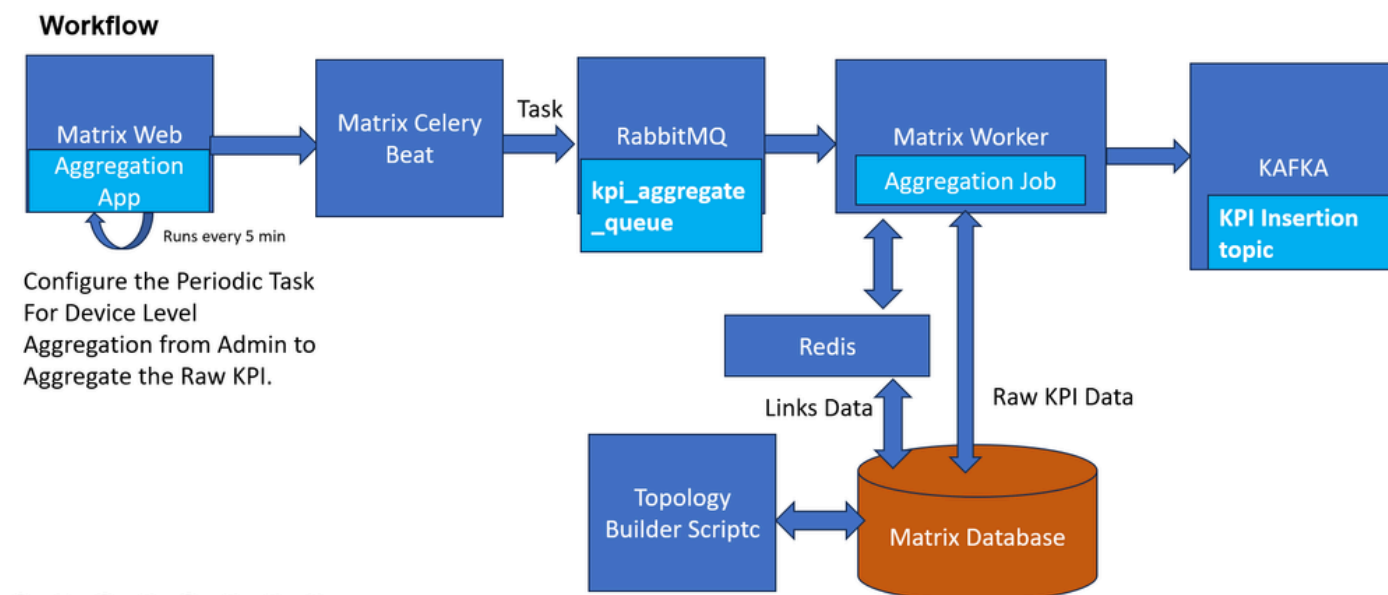 Workflow
Matrix Web
Aggregation
App
Runs every 5 min
Configure the Periodic Task
For Device Level
Aggregation from Admin to
Aggregate the Raw KPI.
Matrix Celery
Beat
Task
RabbitMQ
kpi_aggregate
_queue
Matrix Worker
Aggregation Job
KAFKA
KPI Insertion
topic
Redis
Links Data
Raw KPI Data
Topology
Builder Scriptc
Matrix Database